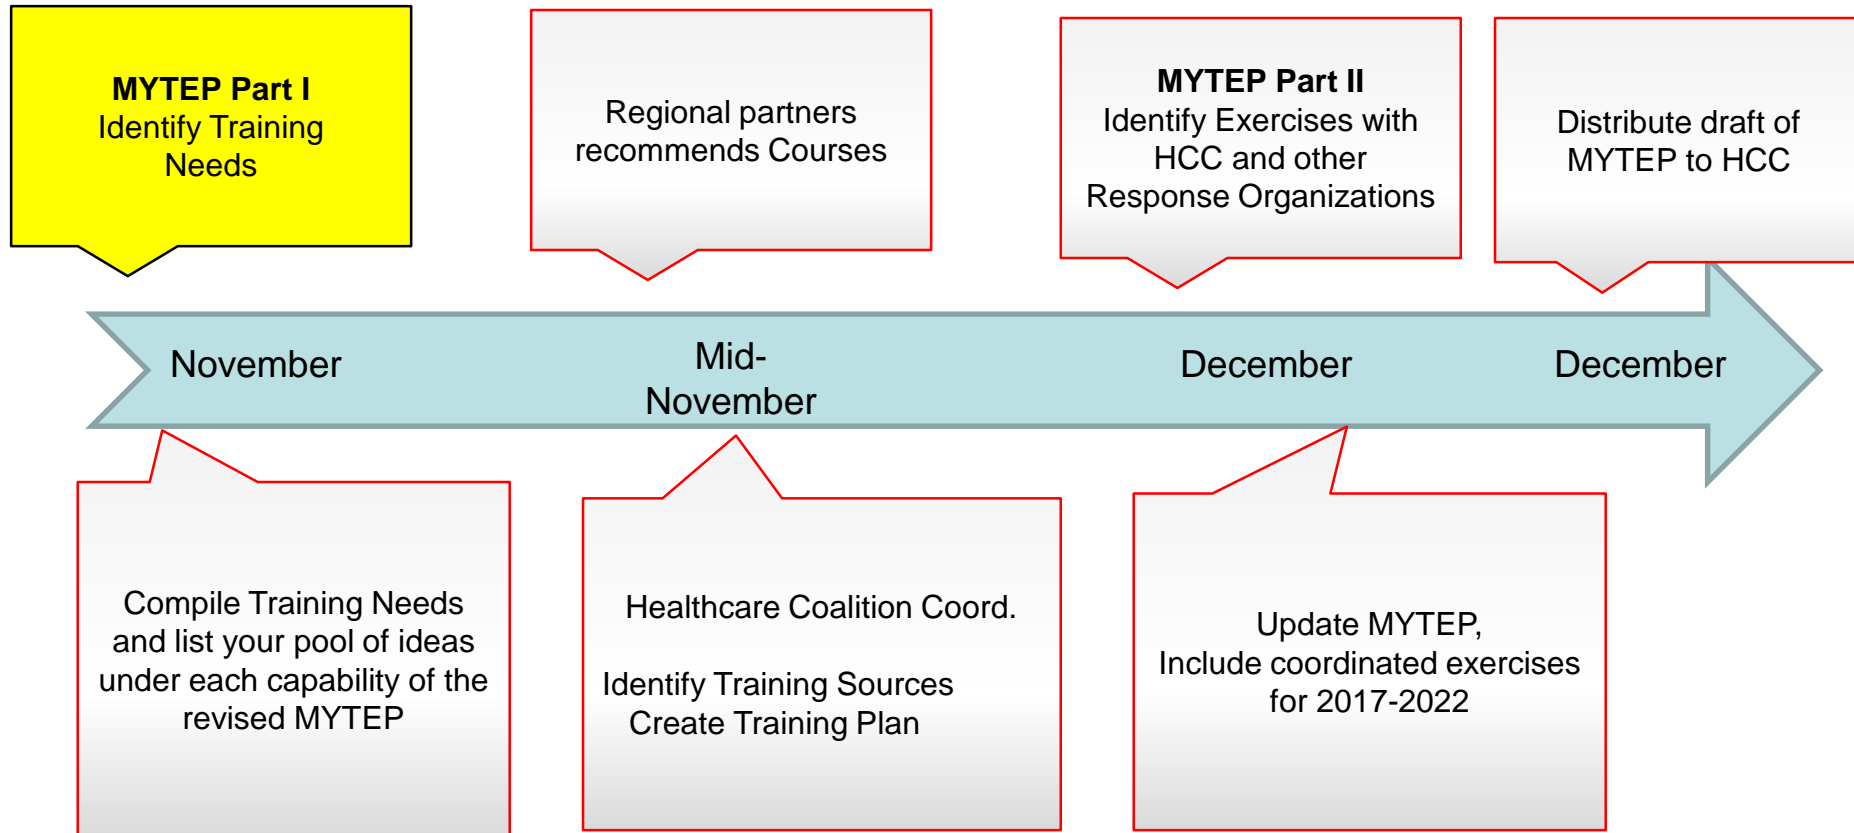 MYTEP Part I
Identify Training
Needs
Regional partners
recommends Courses
MYTEP Part II
Identify Exercises with
HCC and other
Response Organizations
Distribute draft of
MYTEP to HCC
November
Mid-
November
December
December
Compile Training Needs
and list your pool of ideas
under each capability of the
revised MYTEP
Healthcare Coalition Coord.
Identify Training Sources
Create Training Plan
Update MYTEP,
Include coordinated exercises
for 2017-2022